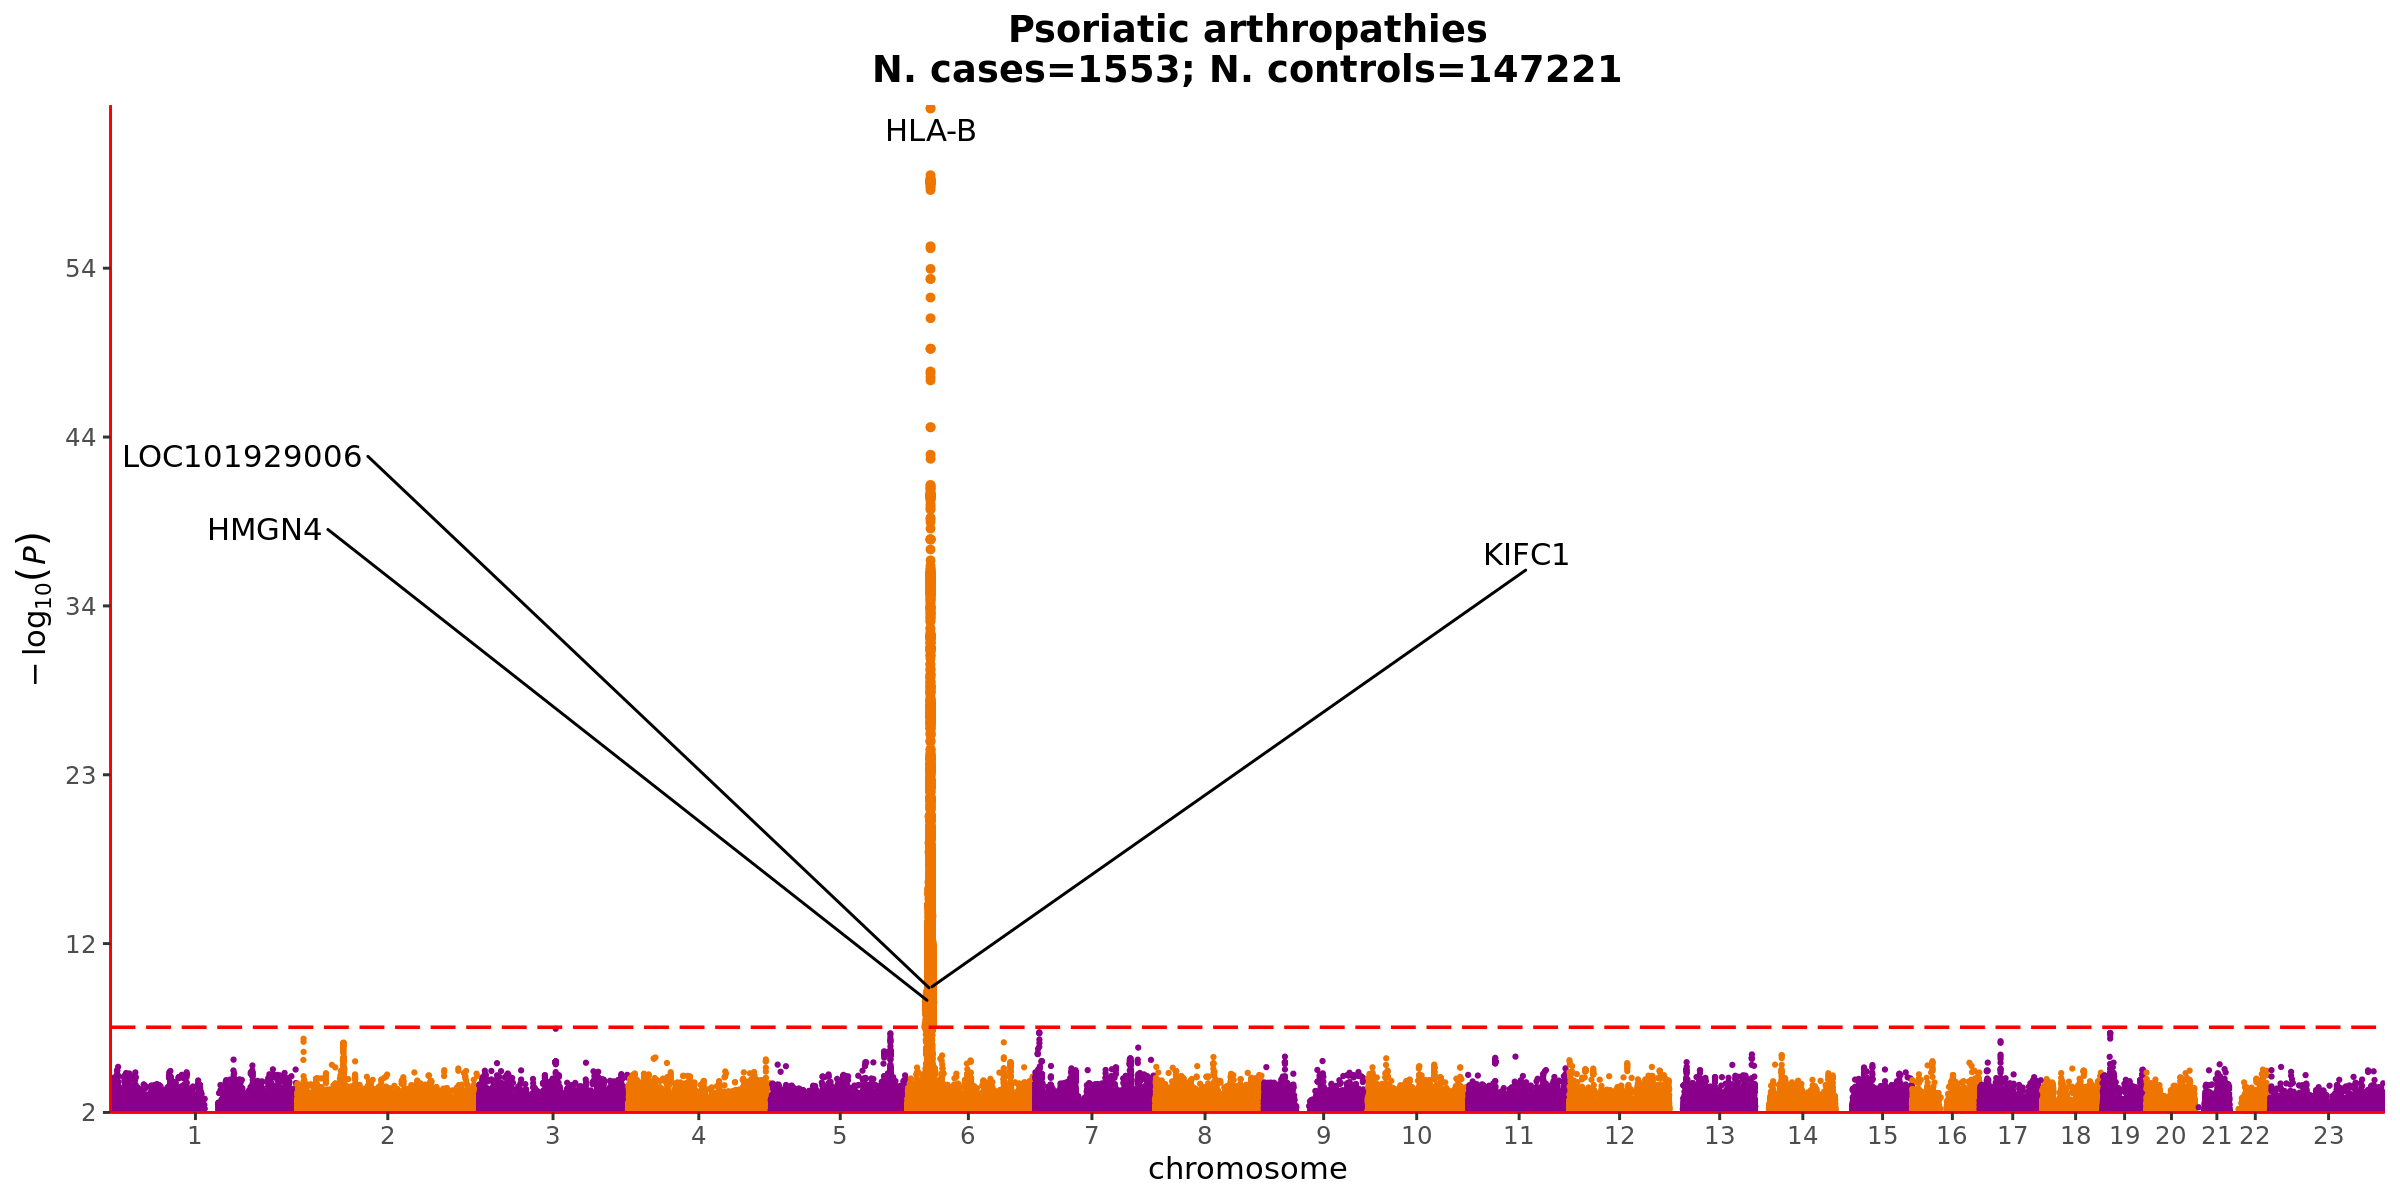 Psoriatic arthropathies
N. cases=1553; N. controls=147221
HLA-B
54
44
LOC101929006
HMGN4
KIFC1
34
23
12
2
−log10(P)
1 2 3 4 5 6 7 8 9 10 11 12 13 14 15 16 17 18 19 20 21 22 23
chromosome